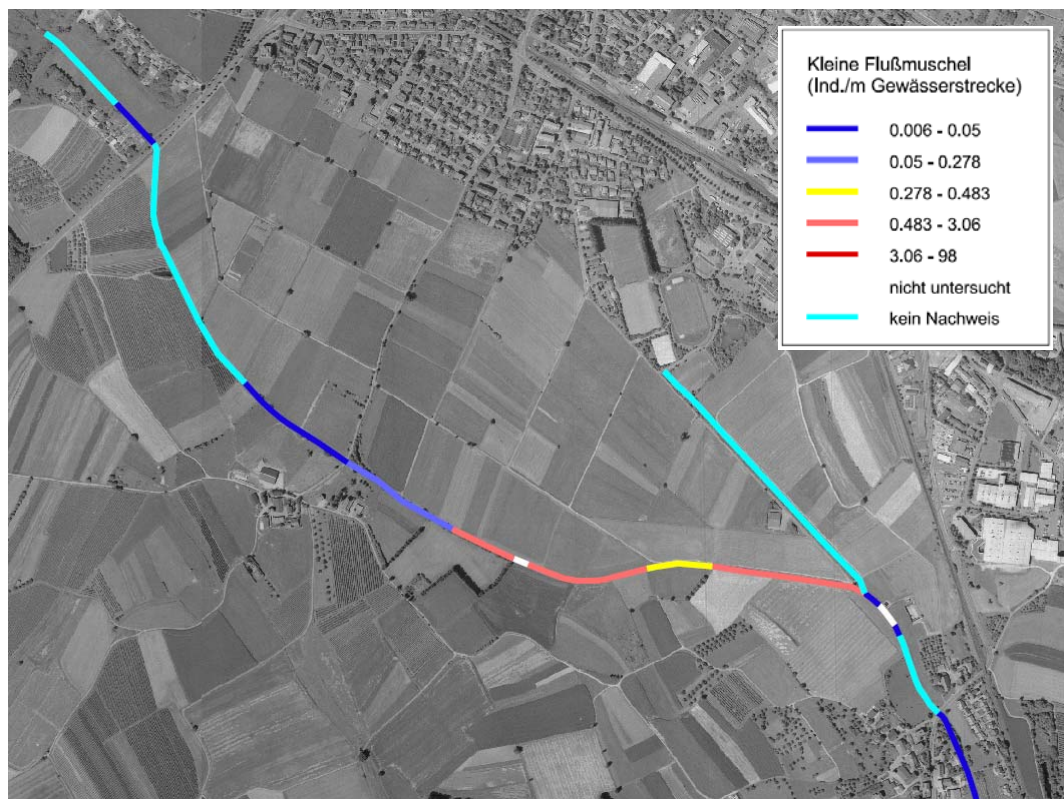 Kleine Flußmuschel
(Ind./m Gewässerstrecke)
0.006 - 0.05
0.05 - 0.278
0.278 - 0.483
0.483 - 3.06
3.06 - 98
nicht untersucht
kein Nachweis